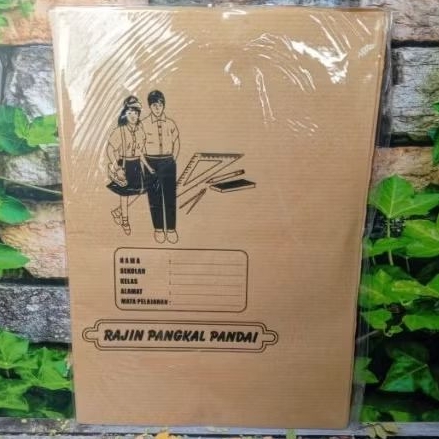 NAMA :
SEKOLAH :
KELAS :
ALAMAT :
MATA PELAJARAN :
RAJIN PANGKAL PANDAI